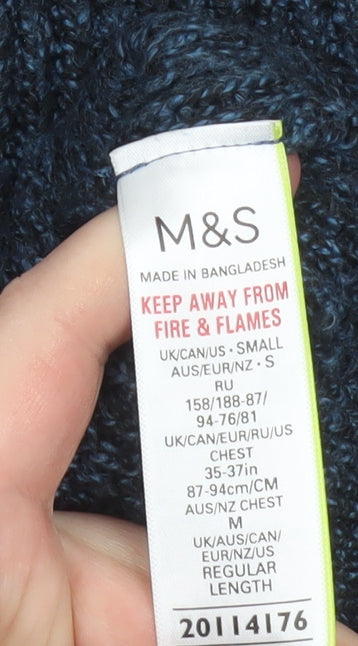 M&S
MADE IN BANGLADESH
KEEP AWAY FROM
FIRE & FLAMES
UK/CAN/US · SMALL
AUS/EUR/NZ · S
RU
158/188-87/
94-76/81
UK/CAN/EUR/RU/US
CHEST
35-37in
87-94cm/CM
AUS/NZ CHEST
M
UK/AUS/CAN/
EUR/NZ/US
REGULAR
LENGTH
20114176